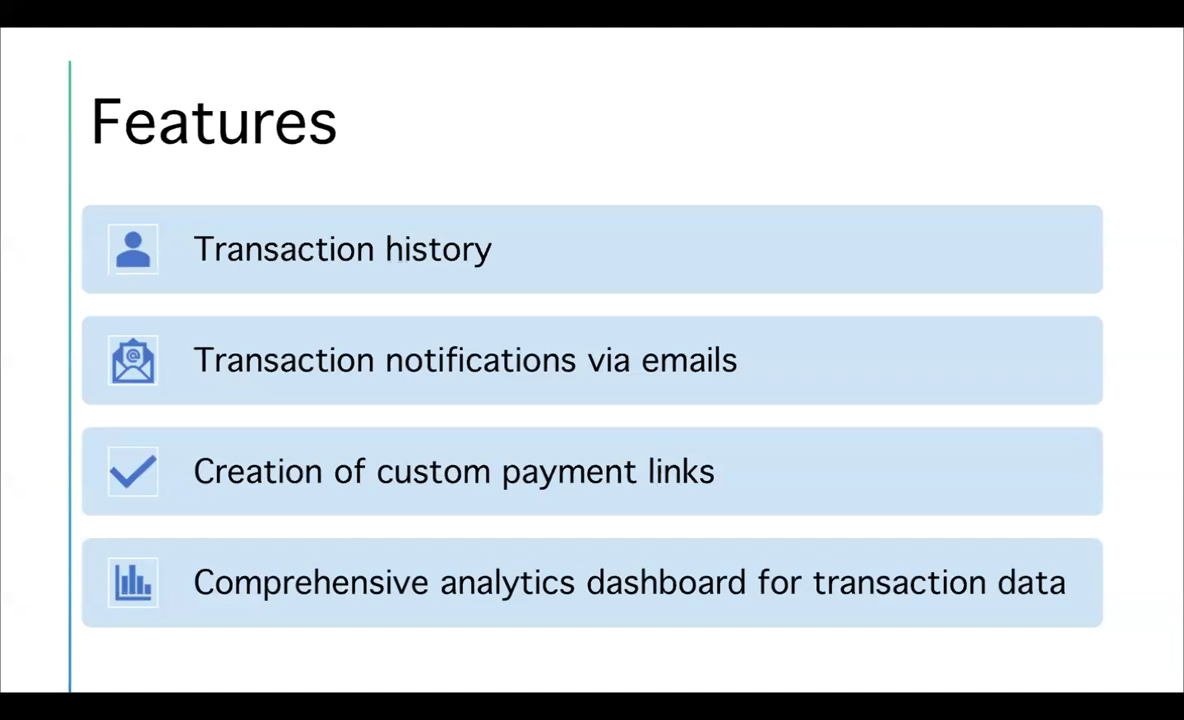 Features
Transaction history
Transaction notifications via emails
Creation of custom payment links
Comprehensive analytics dashboard for transaction data